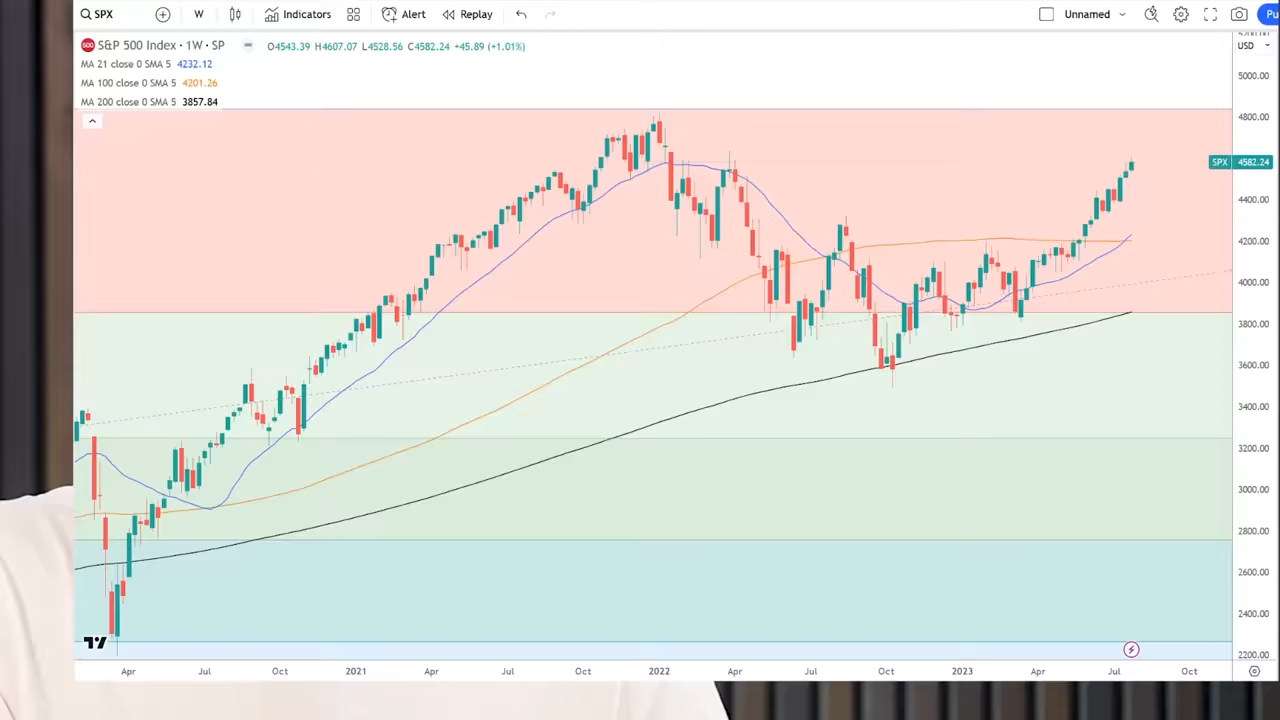 SPX W Indicators Alert Replay Unnamed Pu
S&P 500 Index · 1W · SP O4543.39 H4607.07 L4528.56 C4582.24 +45.89 (+1.01%)
USD
MA 21 close 0 SMA 5 4232.12
MA 100 close 0 SMA 5 4201.26
MA 200 close 0 SMA 5 3857.84
5000.00
4800.00
SPX 4582.24
4400.00
4200.00
4000.00
3800.00
3600.00
3400.00
3200.00
3000.00
2800.00
2600.00
2400.00
2200.00
Apr Jul Oct 2021 Apr Jul Oct 2022 Apr Jul Oct 2023 Apr Jul Oct